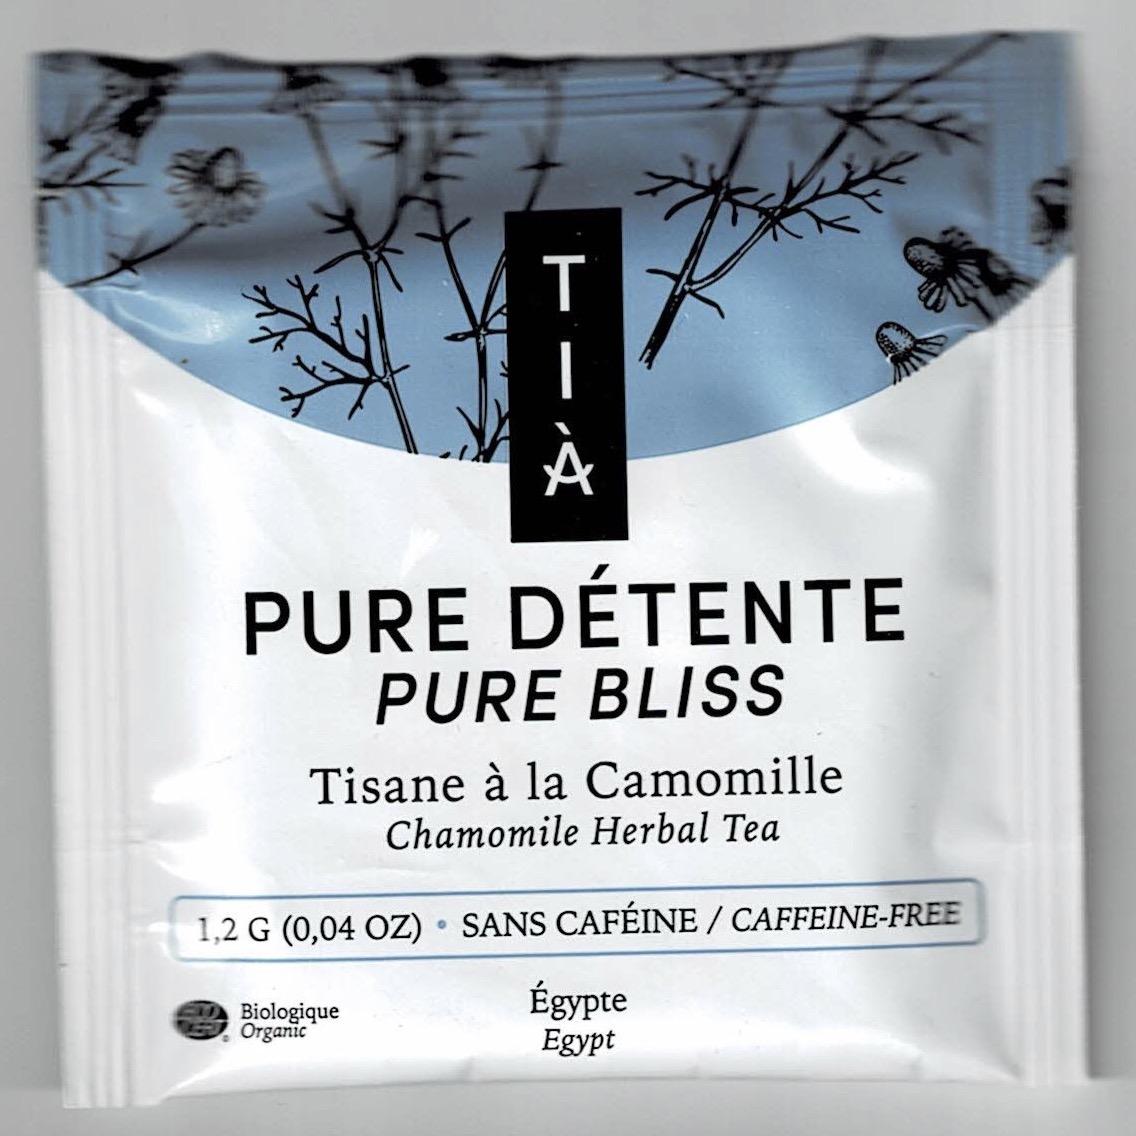 TIÀ
PURE DÉTENTE
PURE BLISS
Tisane à la Camomille
Chamomile Herbal Tea
1,2 G (0,04 OZ) • SANS CAFÉINE / CAFFEINE-FREE
Biologique
Organic
Égypte
Egypt